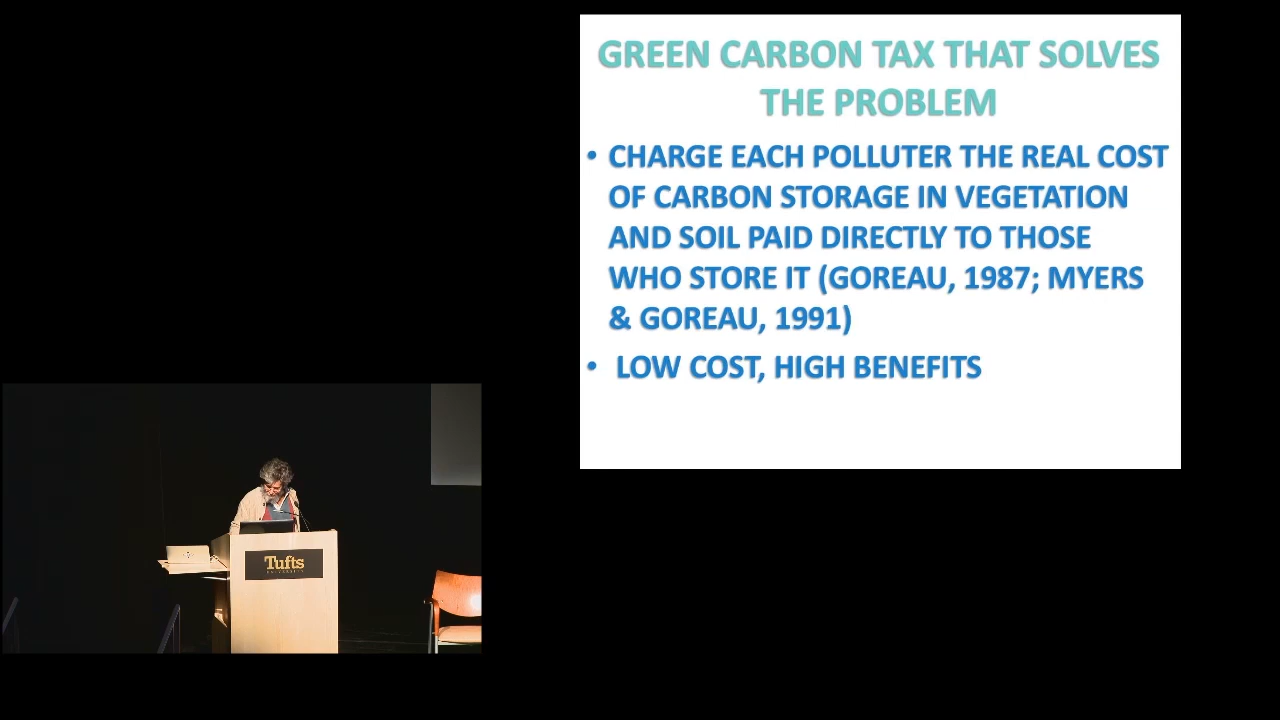 GREEN CARBON TAX THAT SOLVES
THE PROBLEM
• CHARGE EACH POLLUTER THE REAL COST
OF CARBON STORAGE IN VEGETATION
AND SOIL PAID DIRECTLY TO THOSE
WHO STORE IT (GOREAU, 1987; MYERS
& GOREAU, 1991)
• LOW COST, HIGH BENEFITS
Tufts
UNIVERSITY